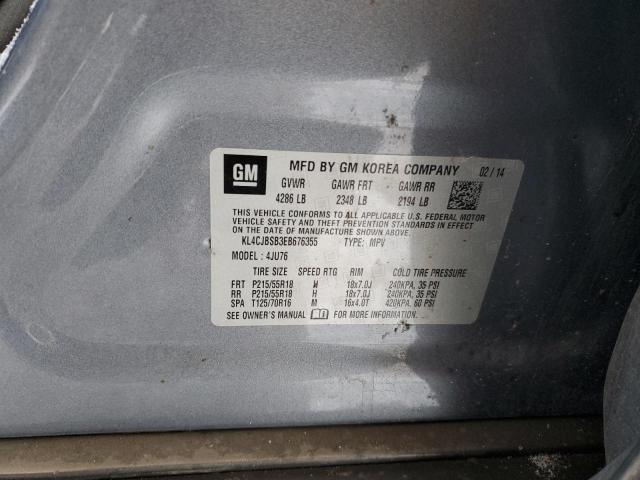 GM
MFD BY GM KOREA COMPANY 02/14
GVWR GAWR FRT GAWR RR
4286 LB 2348 LB 2194 LB
THIS VEHICLE CONFORMS TO ALL APPLICABLE U.S. FEDERAL MOTOR
VEHICLE SAFETY AND THEFT PREVENTION STANDARDS IN EFFECT ON
THE DATE OF MANUFACTURE SHOWN ABOVE.
KL4CJBSB3EB676355 TYPE: MPV
MODEL : 4JU76
TIRE SIZE SPEED RTG RIM COLD TIRE PRESSURE
FRT P215/55R18 H 18x7.0J 240KPA, 35 PSI
RR P215/55R18 H 18x7.0J 240KPA, 35 PSI
SPA T125/70R16 M 16x4.0T 420KPA, 60 PSI
SEE OWNER'S MANUAL FOR MORE INFORMATION.